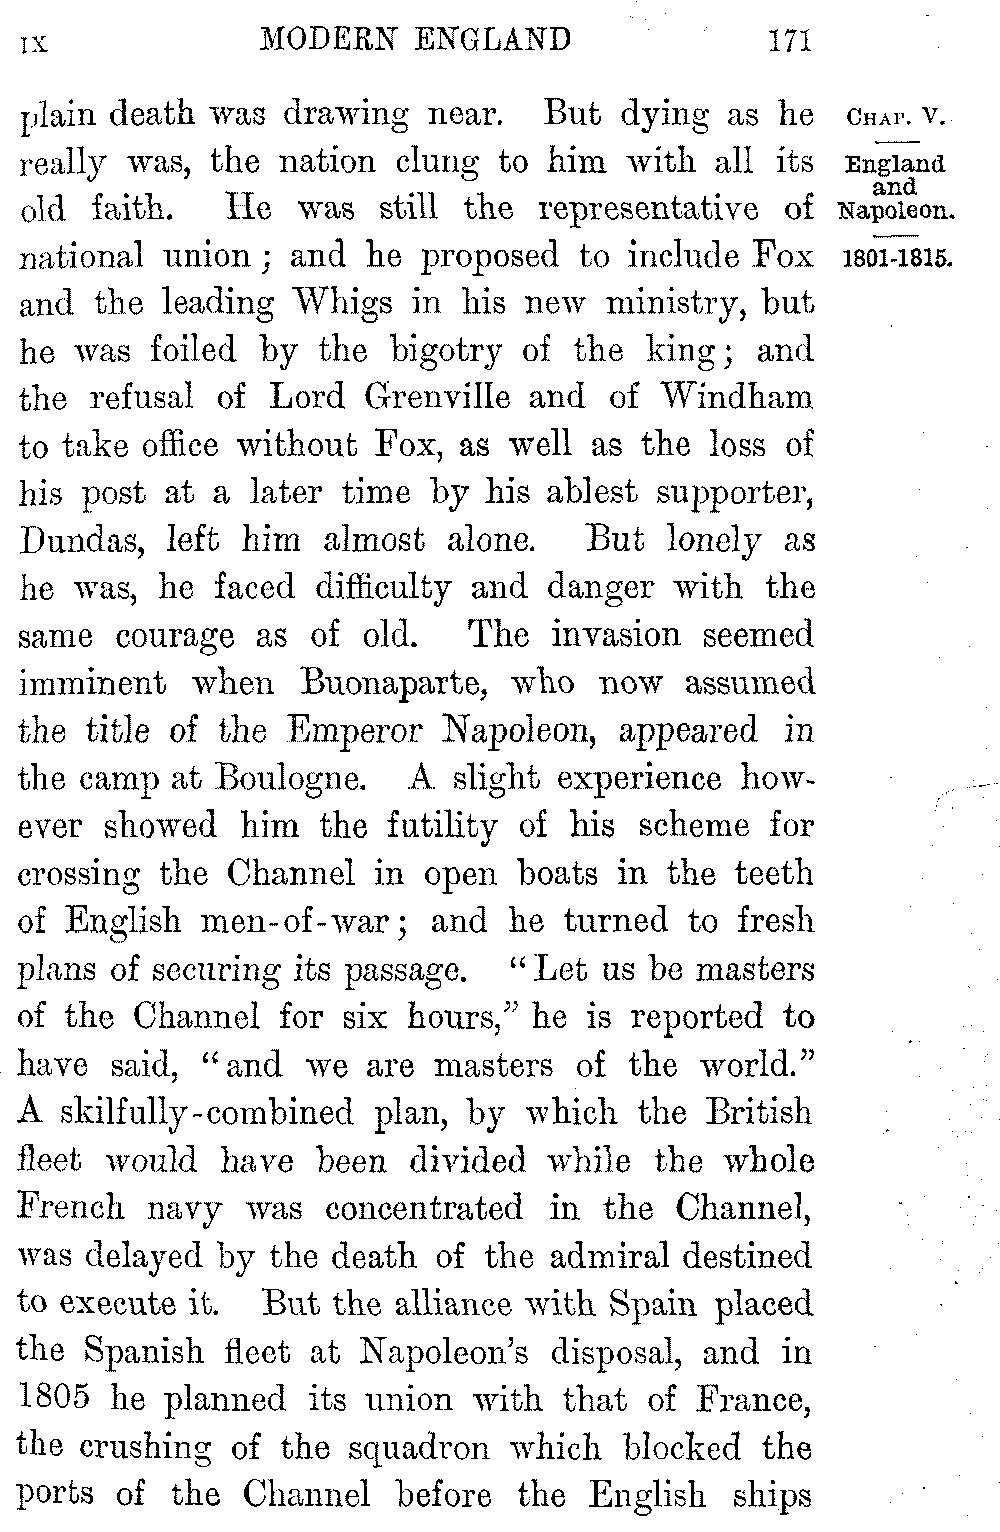 IX MODERN ENGLAND 171
plain death was drawing near. But dying as he
really was, the nation clung to him with all its
old faith. He was still the representative of
national union; and he proposed to include Fox
and the leading Whigs in his new ministry, but
he was foiled by the bigotry of the king; and
the refusal of Lord Grenville and of Windham
to take office without Fox, as well as the loss of
his post at a later time by his ablest supporter,
Dundas, left him almost alone. But lonely as
he was, he faced difficulty and danger with the
same courage as of old. The invasion seemed
imminent when Buonaparte, who now assumed
the title of the Emperor Napoleon, appeared in
the camp at Boulogne. A slight experience how-
ever showed him the futility of his scheme for
crossing the Channel in open boats in the teeth
of English men-of-war; and he turned to fresh
plans of securing its passage. “Let us be masters
of the Channel for six hours,” he is reported to
have said, “and we are masters of the world.”
A skilfully-combined plan, by which the British
fleet would have been divided while the whole
French navy was concentrated in the Channel,
was delayed by the death of the admiral destined
to execute it. But the alliance with Spain placed
the Spanish fleet at Napoleon's disposal, and in
1805 he planned its union with that of France,
the crushing of the squadron which blocked the
ports of the Channel before the English ships
CHAP. V.
England
and
Napoleon.
1801-1815.